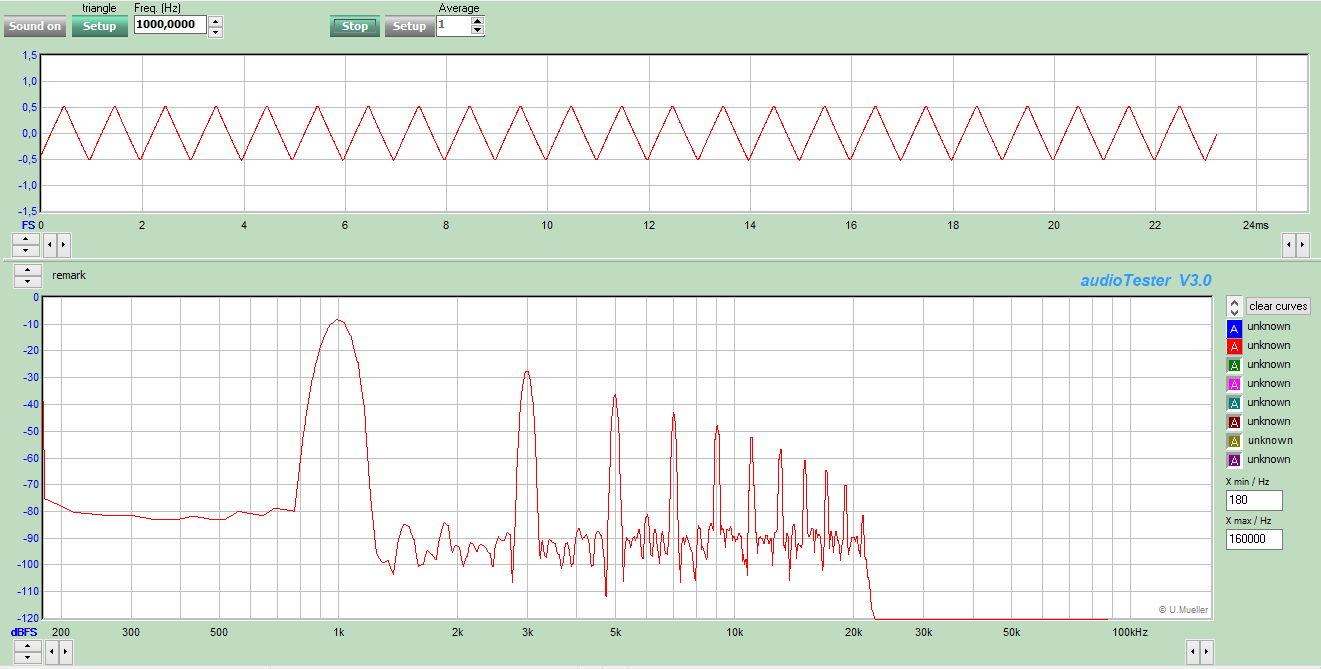 triangle Freq. (Hz) Average
Sound on Setup 1000,0000 Stop Setup 1
1,5
1,0
0,5
0,0
-0,5
-1,0
-1,5
FS 0 2 4 6 8 10 12 14 16 18 20 22 24ms
remark
audioTester V3.0
0
-10
-20
-30
-40
-50
-60
-70
-80
-90
-100
-110
-120
dBFS 200 300 500 1k 2k 3k 5k 10k 20k 30k 50k 100kHz
© U.Mueller
clear curves
A unknown
A unknown
A unknown
A unknown
A unknown
A unknown
A unknown
A unknown
X min / Hz
180
X max / Hz
160000